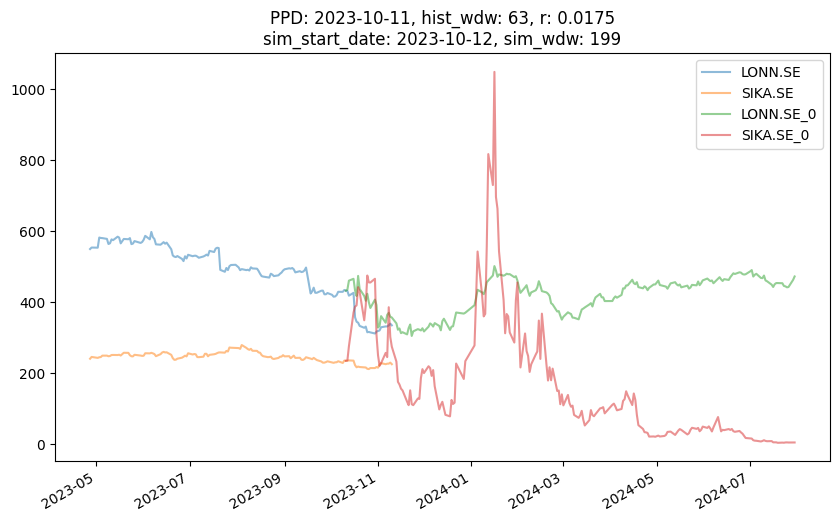 PPD: 2023-10-11, hist_wdw: 63, r: 0.0175
sim_start_date: 2023-10-12, sim_wdw: 199
LONN.SE
SIKA.SE
LONN.SE_0
SIKA.SE_0
1000
800
600
400
200
0
2023-05
2023-07
2023-09
2023-11
2024-01
2024-03
2024-05
2024-07